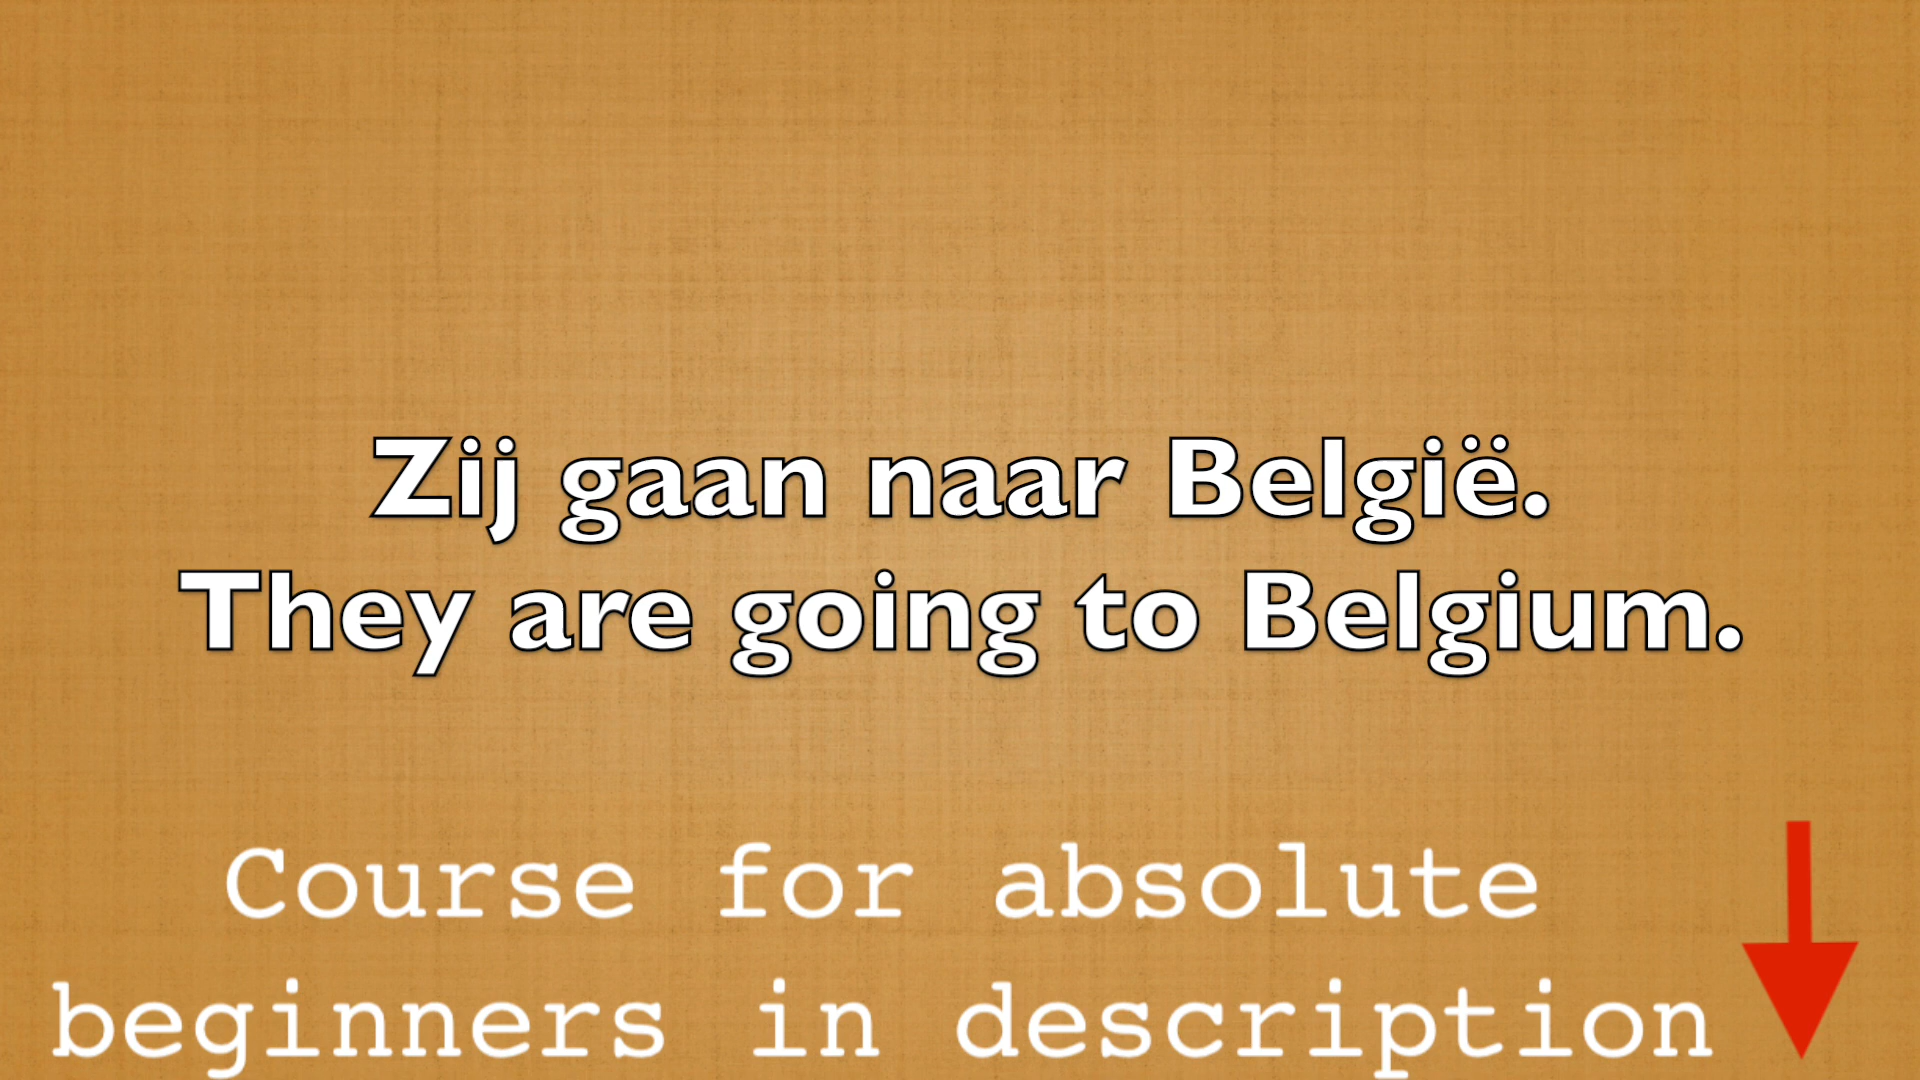 Zij gaan naar België.
They are going to Belgium.
Course for absolute
beginners in description